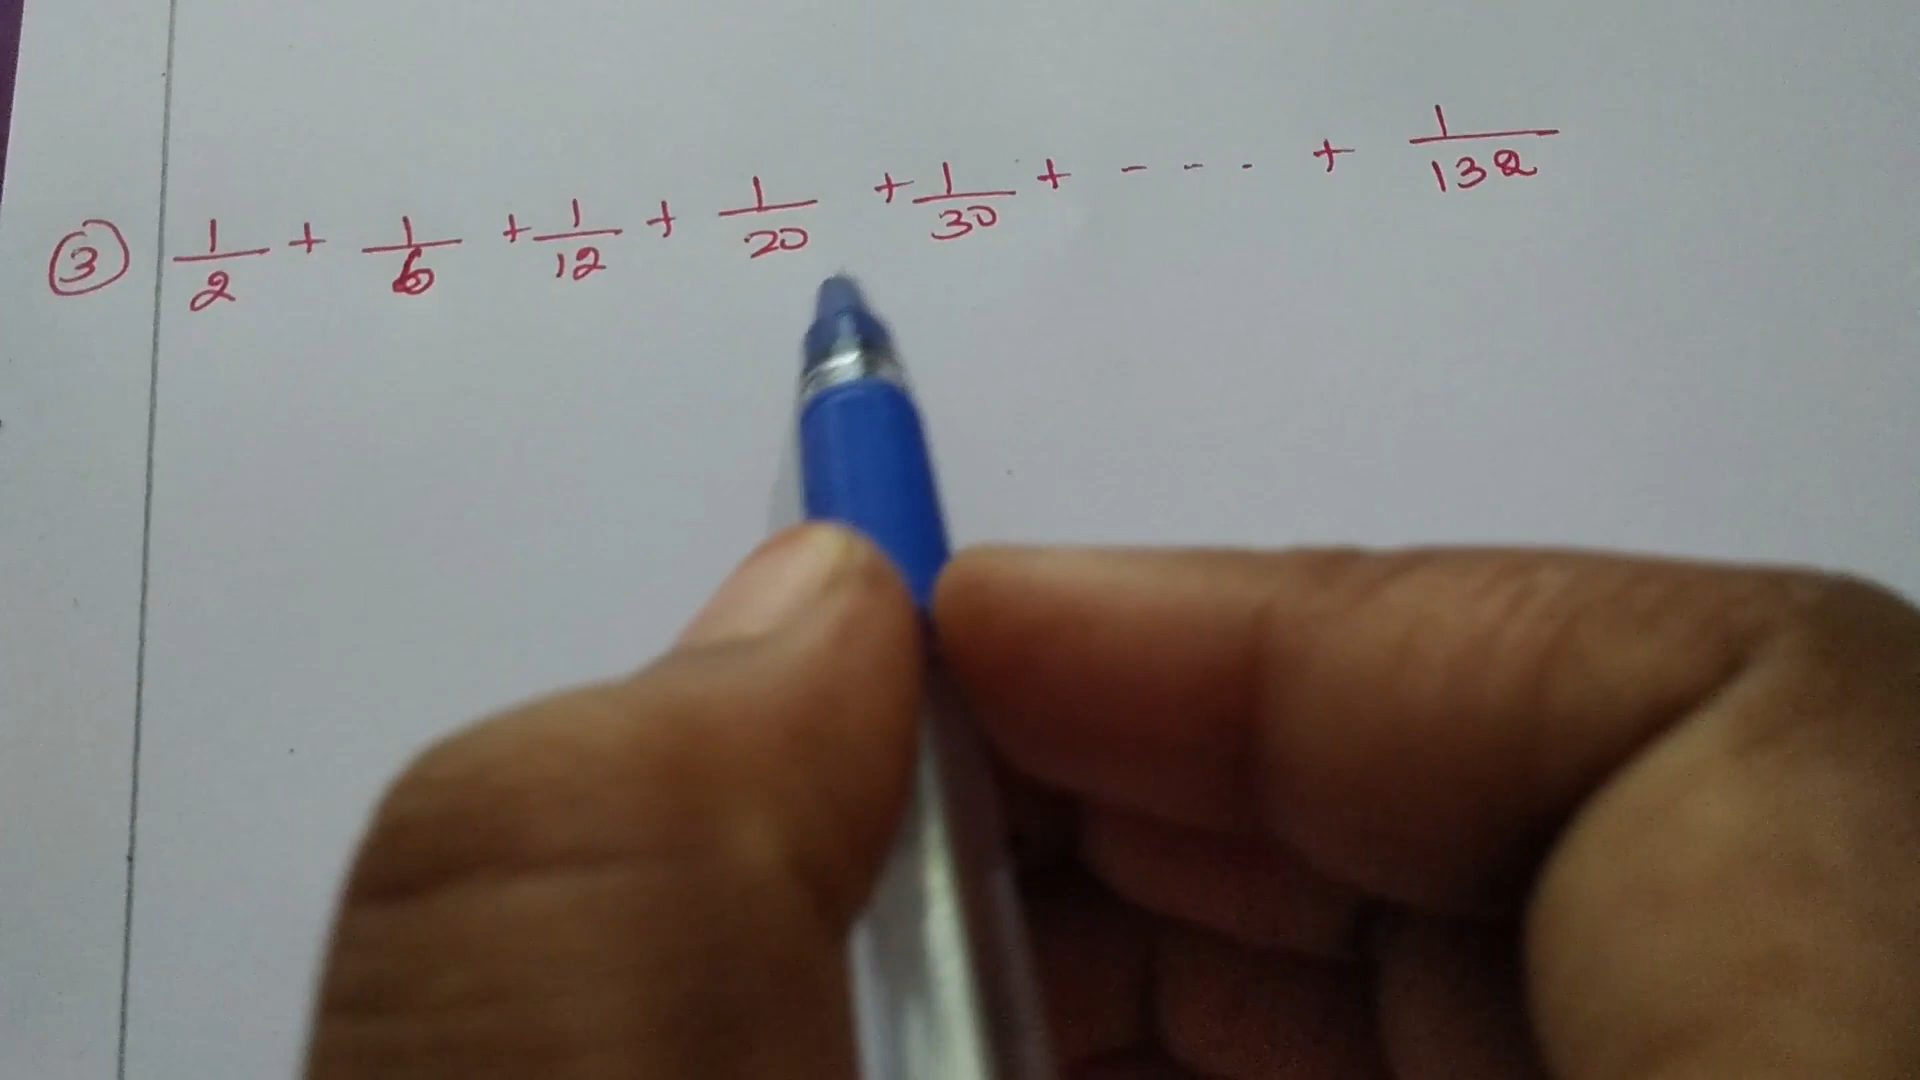 ③ 1/2 + 1/6 + 1/12 + 1/20 + 1/30 + - - - - + 1/132